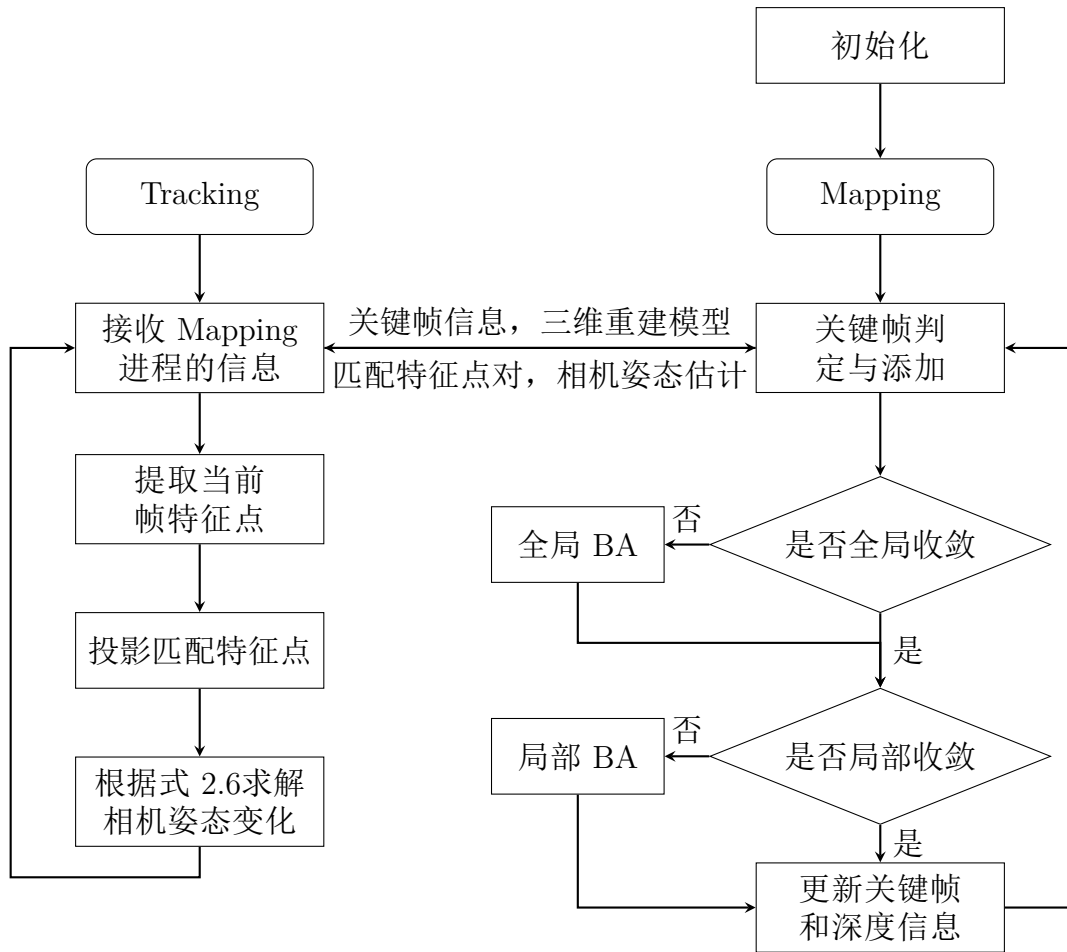 初始化
Tracking
Mapping
接收 Mapping
进程的信息
关键帧信息，三维重建模型
匹配特征点对，相机姿态估计
关键帧判
定与添加
提取当前
帧特征点
全局 BA
否
是否全局收敛
投影匹配特征点
是
局部 BA
否
是否局部收敛
根据式 2.6求解
相机姿态变化
是
更新关键帧
和深度信息